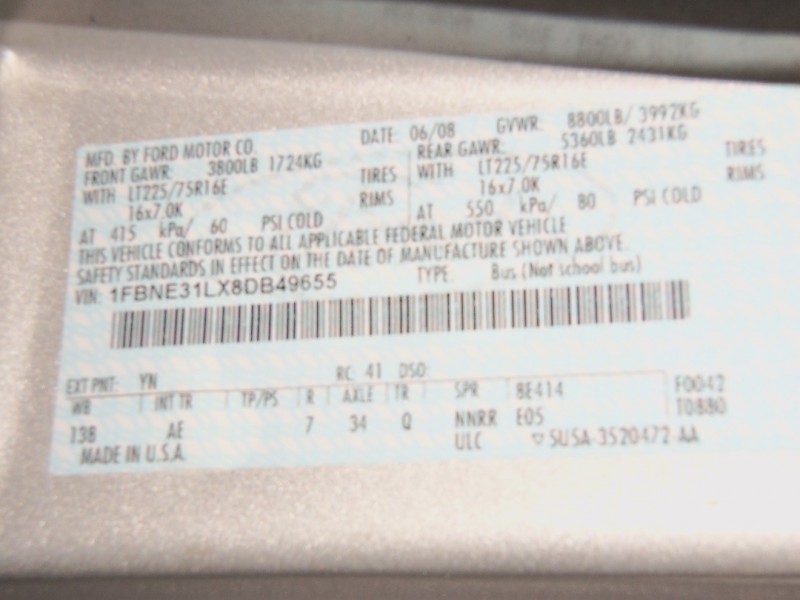 MFD. BY FORD MOTOR CO. DATE: 06/08 GVWR: 8800LB/ 3992KG
FRONT GAWR: 3800LB 1724KG REAR GAWR: 5360LB 2431KG
WITH LT225/75R16E TIRES WITH LT225/75R16E TIRES
16x7.0K RIMS 16x7.0K RIMS
AT 415 kPa/ 60 PSI COLD AT 550 kPa/ 80 PSI COLD
THIS VEHICLE CONFORMS TO ALL APPLICABLE FEDERAL MOTOR VEHICLE
SAFETY STANDARDS IN EFFECT ON THE DATE OF MANUFACTURE SHOWN ABOVE.
VIN: 1FBNE31LX8DB49655 TYPE: Bus (Not school bus)
EXT PNT: YN RC: 41 DSO:
WB INT TR TP/PS R AXLE TR SPR 8E414 F0042
138 AE 7 34 Q NNRR E05 T0880
MADE IN U.S.A. ULC ▽ SU5A-3520472-AA